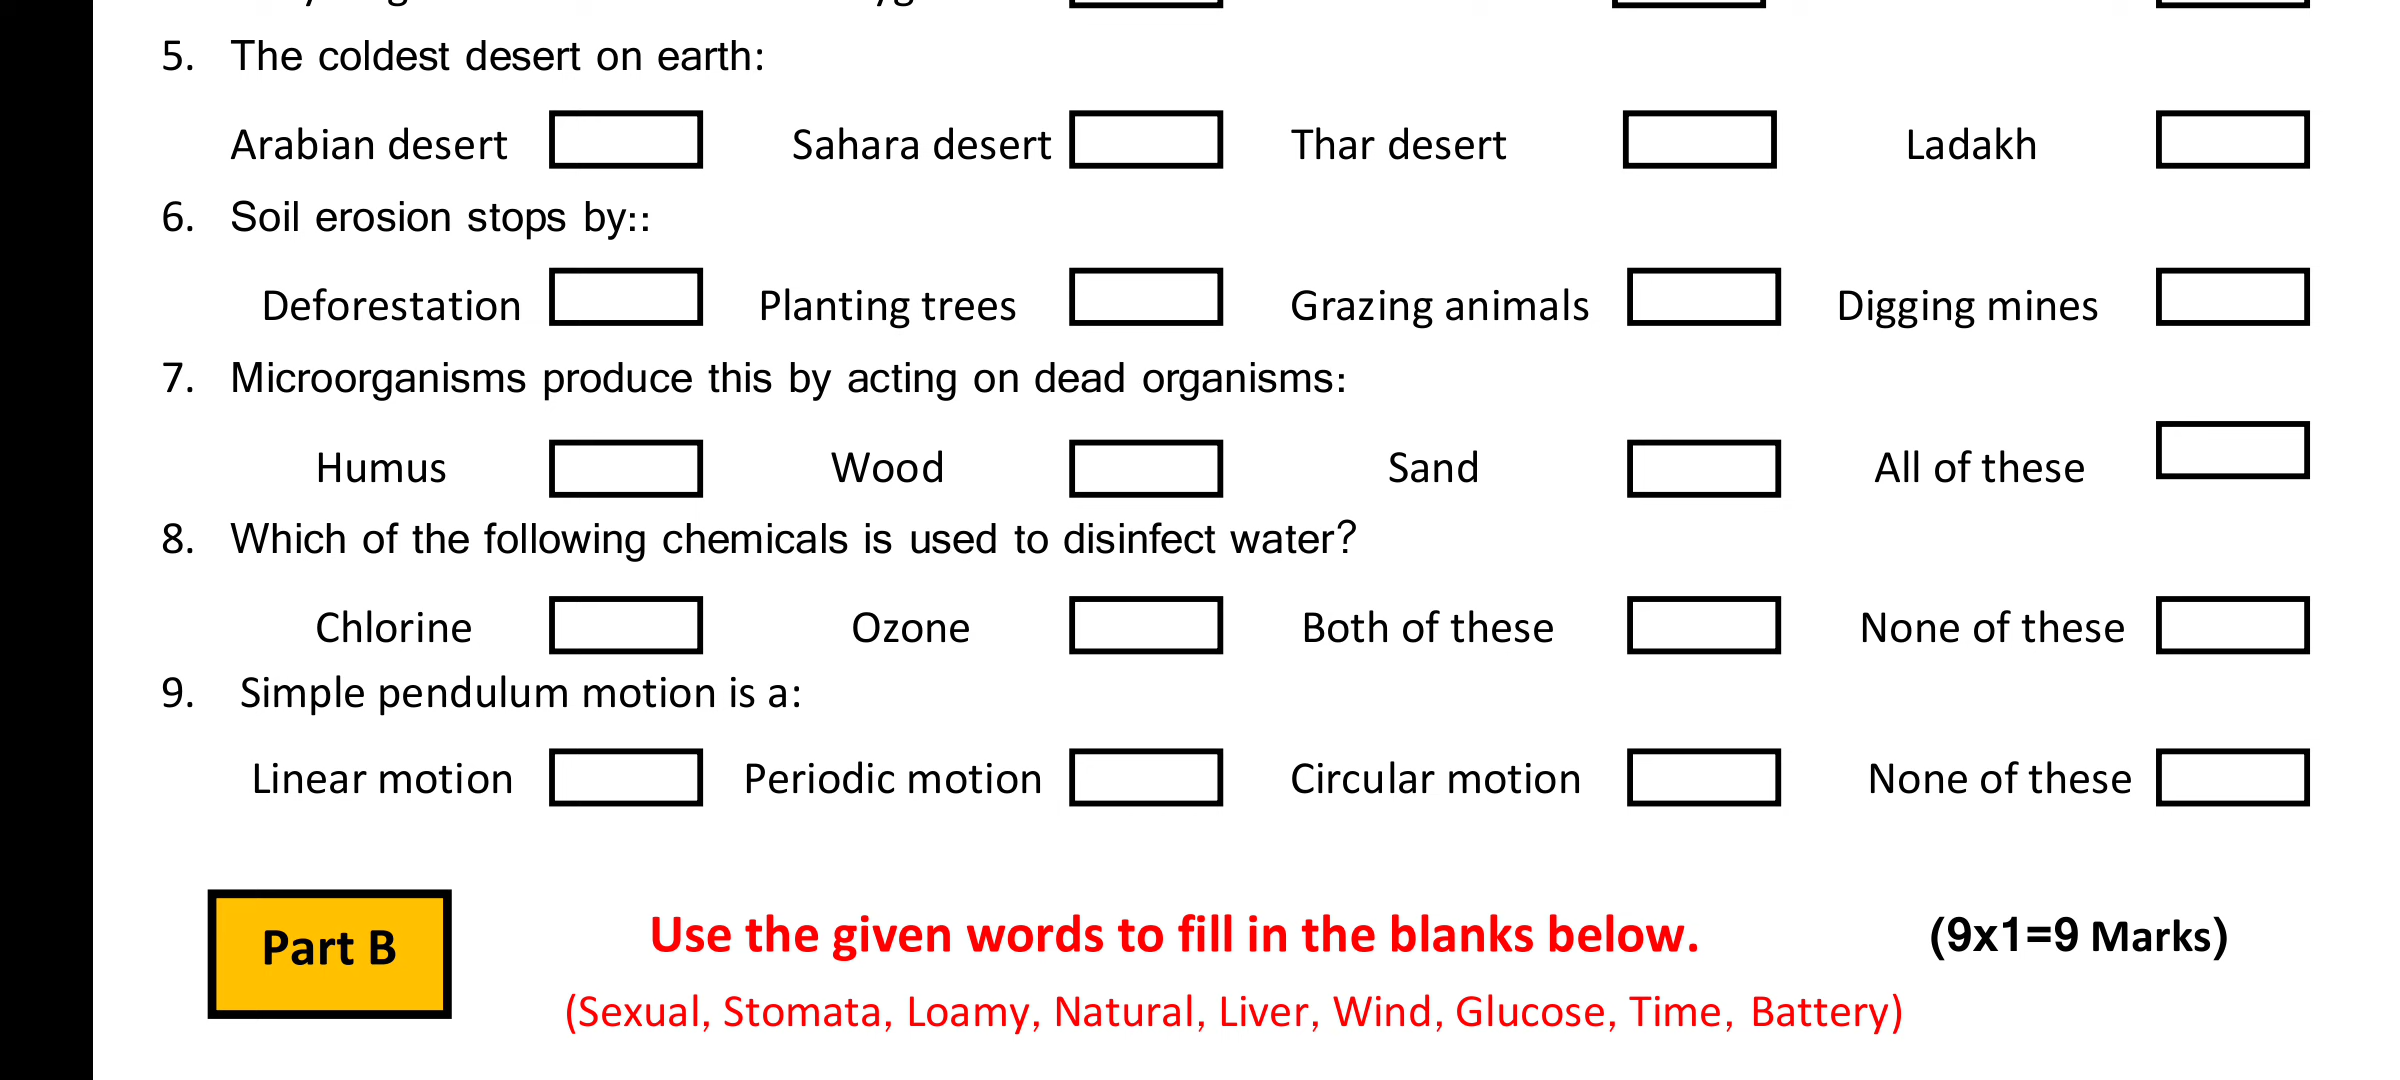 5. The coldest desert on earth:
Arabian desert Sahara desert Thar desert Ladakh
6. Soil erosion stops by::
Deforestation Planting trees Grazing animals Digging mines
7. Microorganisms produce this by acting on dead organisms:
Humus Wood Sand All of these
8. Which of the following chemicals is used to disinfect water?
Chlorine Ozone Both of these None of these
9. Simple pendulum motion is a:
Linear motion Periodic motion Circular motion None of these
Part B Use the given words to fill in the blanks below. (9x1=9 Marks)
(Sexual, Stomata, Loamy, Natural, Liver, Wind, Glucose, Time, Battery)